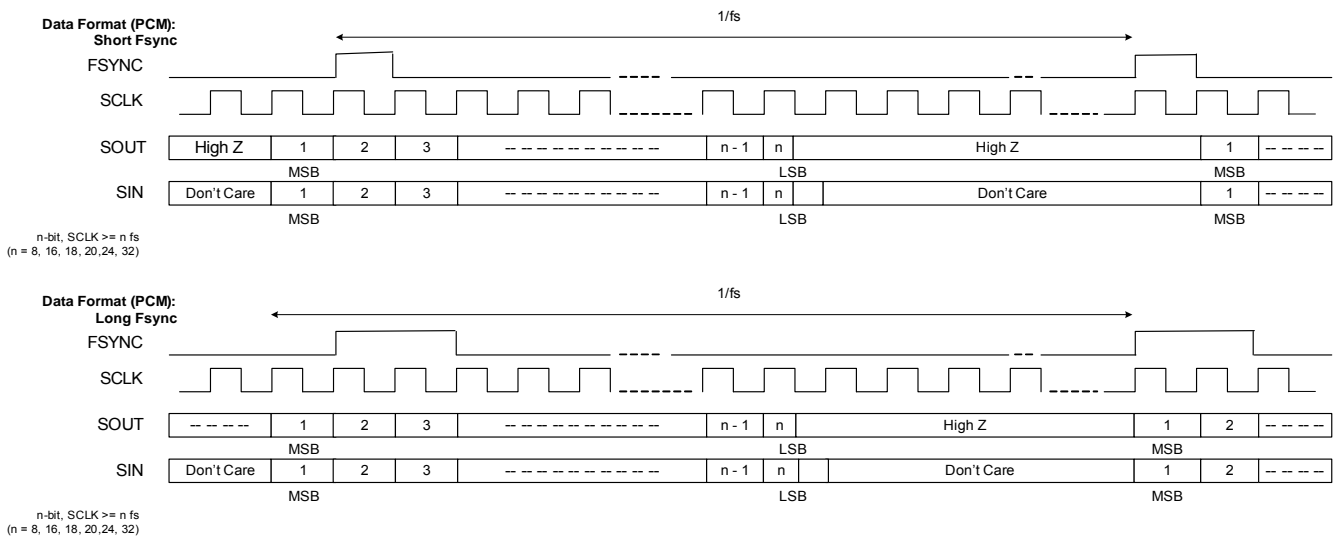 1/fs
Data Format (PCM):
Short Fsync
FSYNC
SCLK
SOUT High Z 1 2 3 -- -- -- -- -- -- -- -- -- -- n - 1 n High Z 1 -- -- -- --
MSB LSB MSB
SIN Don't Care 1 2 3 -- -- -- -- -- -- -- -- -- -- n - 1 n Don't Care 1 -- -- -- --
MSB LSB MSB
n-bit, SCLK >= n fs
(n = 8, 16, 18, 20,24, 32)
1/fs
Data Format (PCM):
Long Fsync
FSYNC
SCLK
SOUT -- -- -- -- 1 2 3 -- -- -- -- -- -- -- -- -- -- n - 1 n High Z 1 2 -- -- -- --
MSB LSB MSB
SIN Don't Care 1 2 3 -- -- -- -- -- -- -- -- -- -- n - 1 n Don't Care 1 2 -- -- -- --
MSB LSB MSB
n-bit, SCLK >= n fs
(n = 8, 16, 18, 20,24, 32)